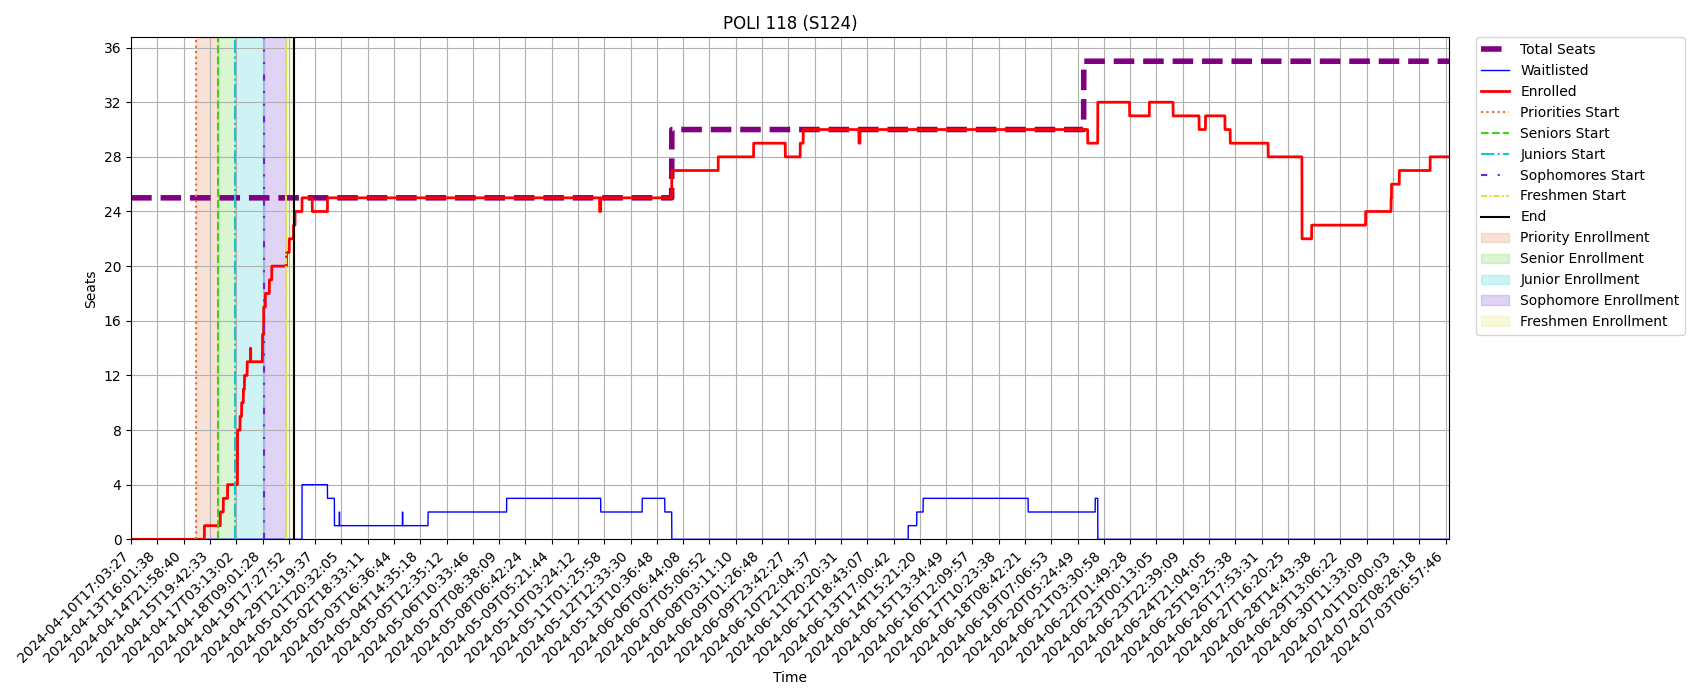 POLI 118 (S124)
Seats
36
32
28
24
20
16
12
8
4
0
2024-04-10T17:03:27
2024-04-13T16:01:38
2024-04-14T21:58:40
2024-04-15T19:42:33
2024-04-17T03:13:02
2024-04-18T09:01:28
2024-04-19T17:27:52
2024-04-29T12:19:37
2024-05-01T20:32:05
2024-05-02T18:33:11
2024-05-03T16:36:44
2024-05-04T14:35:18
2024-05-05T12:35:12
2024-05-06T10:33:46
2024-05-07T08:38:09
2024-05-08T06:42:24
2024-05-09T05:21:44
2024-05-10T03:24:12
2024-05-11T01:25:58
2024-05-12T12:33:30
2024-05-13T10:36:48
2024-06-06T06:44:08
2024-06-07T05:06:52
2024-06-08T03:11:10
2024-06-09T01:26:48
2024-06-09T23:42:27
2024-06-10T22:04:37
2024-06-11T20:20:31
2024-06-12T18:43:07
2024-06-13T17:00:42
2024-06-14T15:21:20
2024-06-15T13:34:49
2024-06-16T12:09:57
2024-06-17T10:23:38
2024-06-18T08:42:21
2024-06-19T07:06:53
2024-06-20T05:24:49
2024-06-21T03:30:58
2024-06-22T01:49:28
2024-06-23T00:13:05
2024-06-23T22:39:09
2024-06-24T21:04:05
2024-06-25T19:25:38
2024-06-26T17:53:31
2024-06-27T16:20:25
2024-06-28T14:43:38
2024-06-29T13:06:22
2024-06-30T11:33:09
2024-07-01T10:00:03
2024-07-02T08:28:18
2024-07-03T06:57:46
Time
Total Seats
Waitlisted
Enrolled
Priorities Start
Seniors Start
Juniors Start
Sophomores Start
Freshmen Start
End
Priority Enrollment
Senior Enrollment
Junior Enrollment
Sophomore Enrollment
Freshmen Enrollment